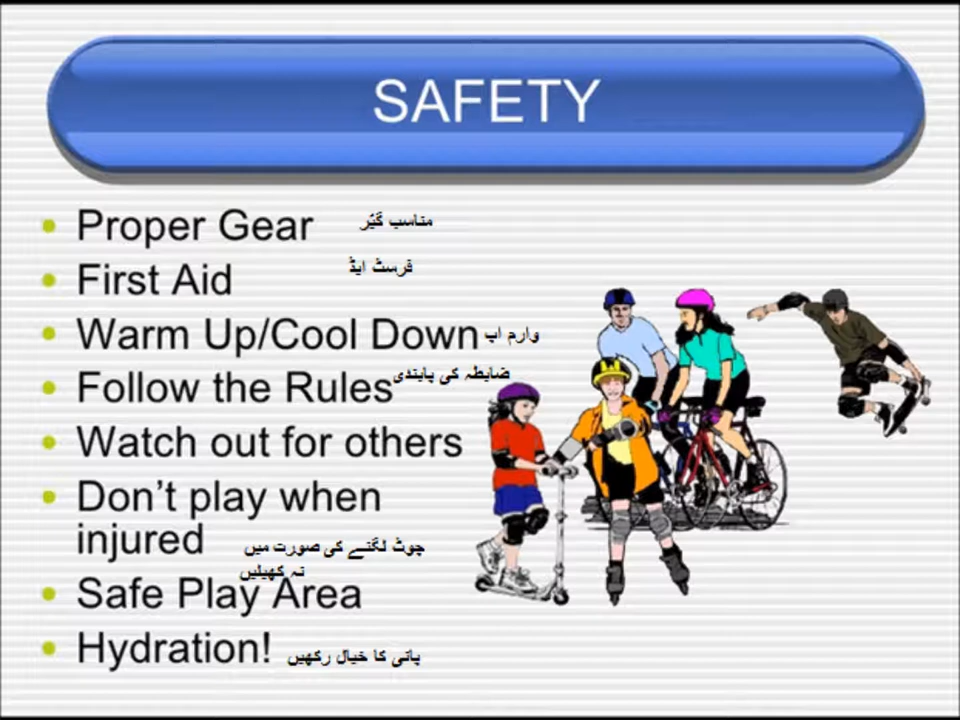 SAFETY
• Proper Gear مناسب گیْر
• First Aid فرسٹ ایڈ
• Warm Up/Cool Down وارم اپ
• Follow the Rules ضابطہ کی پابندی
• Watch out for others
• Don't play when
injured چوٹ لگنے کی صورت میں
نہ کھیلیں
• Safe Play Area
• Hydration! پانی کا خیال رکھیں